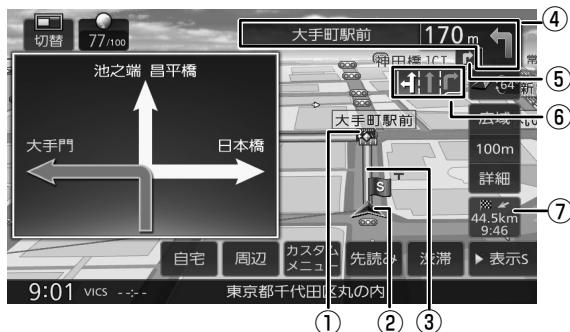 切替
77/100
大手町駅前 170m
④
神田橋JCT
常
⑤
64
新
⑥
池之端 昌平橋
大手門
日本橋
大手町駅前
広域
100m
詳細
S
44.5km
9:46
⑦
自宅
周辺
カスタム
メニュー
先読み
渋滞
▶ 表示S
9:01 VICS --:--
東京都千代田区丸の内
①
②
③